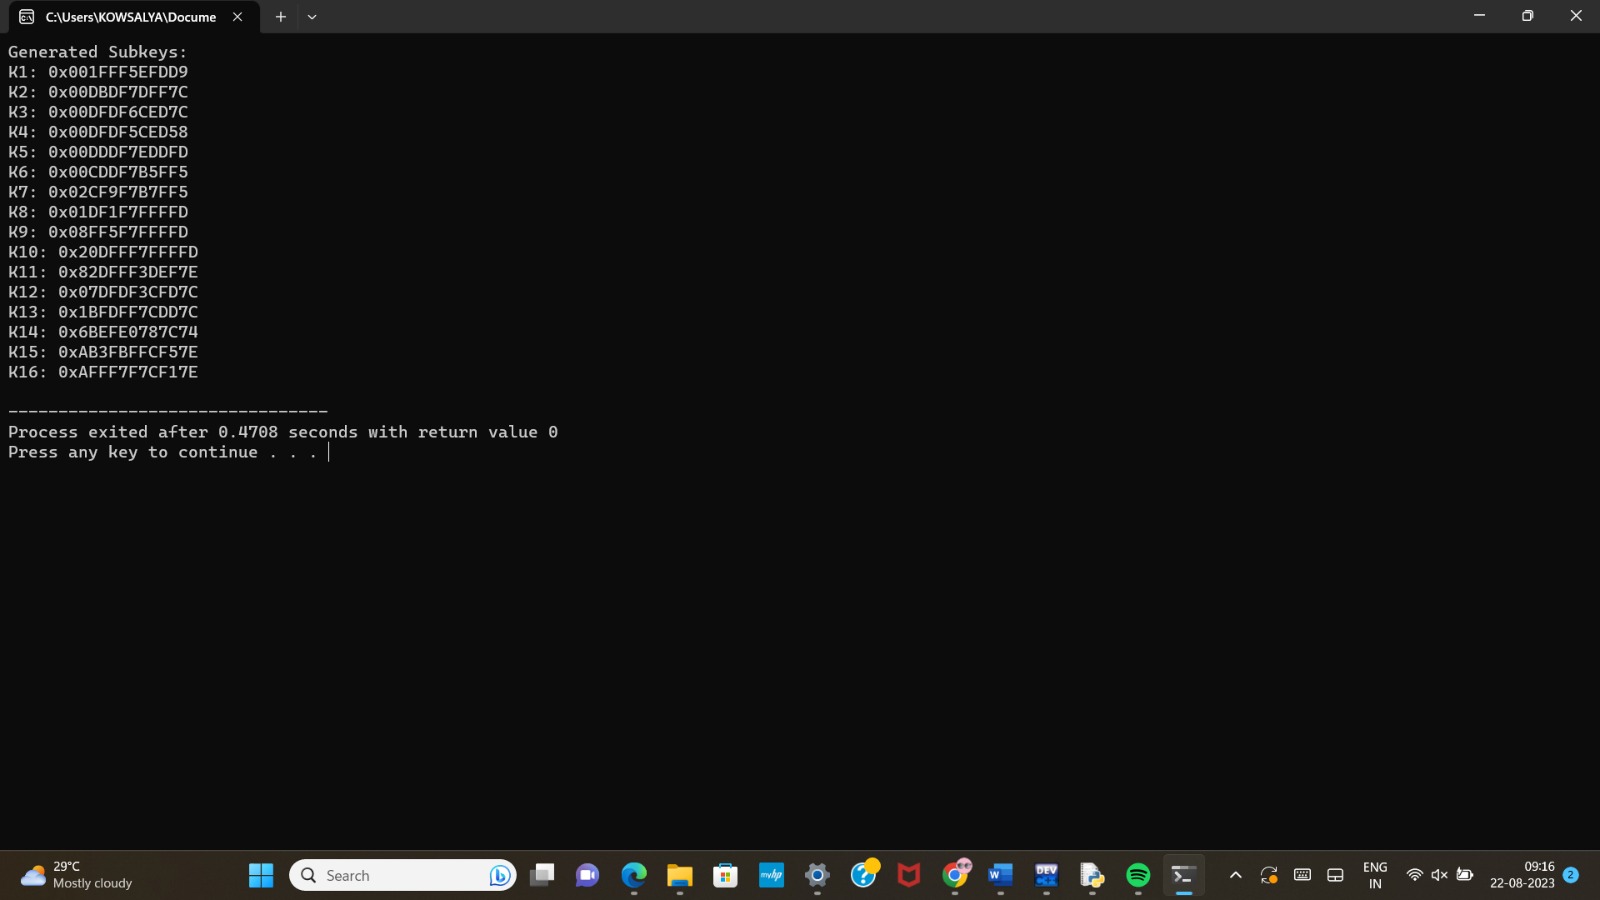 C:\Users\KOWSALYA\Docume
Generated Subkeys:
K1: 0x001FFF5EFDD9
K2: 0x00DBDF7DFF7C
K3: 0x00DFDF6CED7C
K4: 0x00DFDF5CED58
K5: 0x00DDDF7EDDFD
K6: 0x00CDDF7B5FF5
K7: 0x02CF9F7B7FF5
K8: 0x01DF1F7FFFFD
K9: 0x08FF5F7FFFFD
K10: 0x20DFFF7FFFFD
K11: 0x82DFFF3DEF7E
K12: 0x07DFDF3CFD7C
K13: 0x1BFDFF7CDD7C
K14: 0x6BEFE0787C74
K15: 0xAB3FBFFCF57E
K16: 0xAFFF7F7CF17E
--------------------------------
Process exited after 0.4708 seconds with return value 0
Press any key to continue . . .
29°C
Mostly cloudy
Search
myhp
W
DEV
C++
ENG
IN
09:16
22-08-2023
2